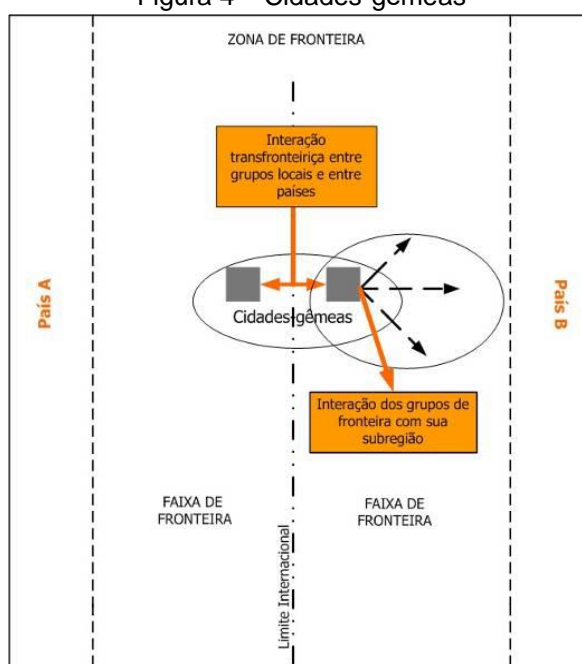 Figura 4 – Cidades-gêmeas
ZONA DE FRONTEIRA
Interação
transfronteiriça entre
grupos locais e entre
países
País A
País B
Cidades-gêmeas
Interação dos grupos de
fronteira com sua
subregião
FAIXA DE
FRONTEIRA
FAIXA DE
FRONTEIRA
Limite Internacional